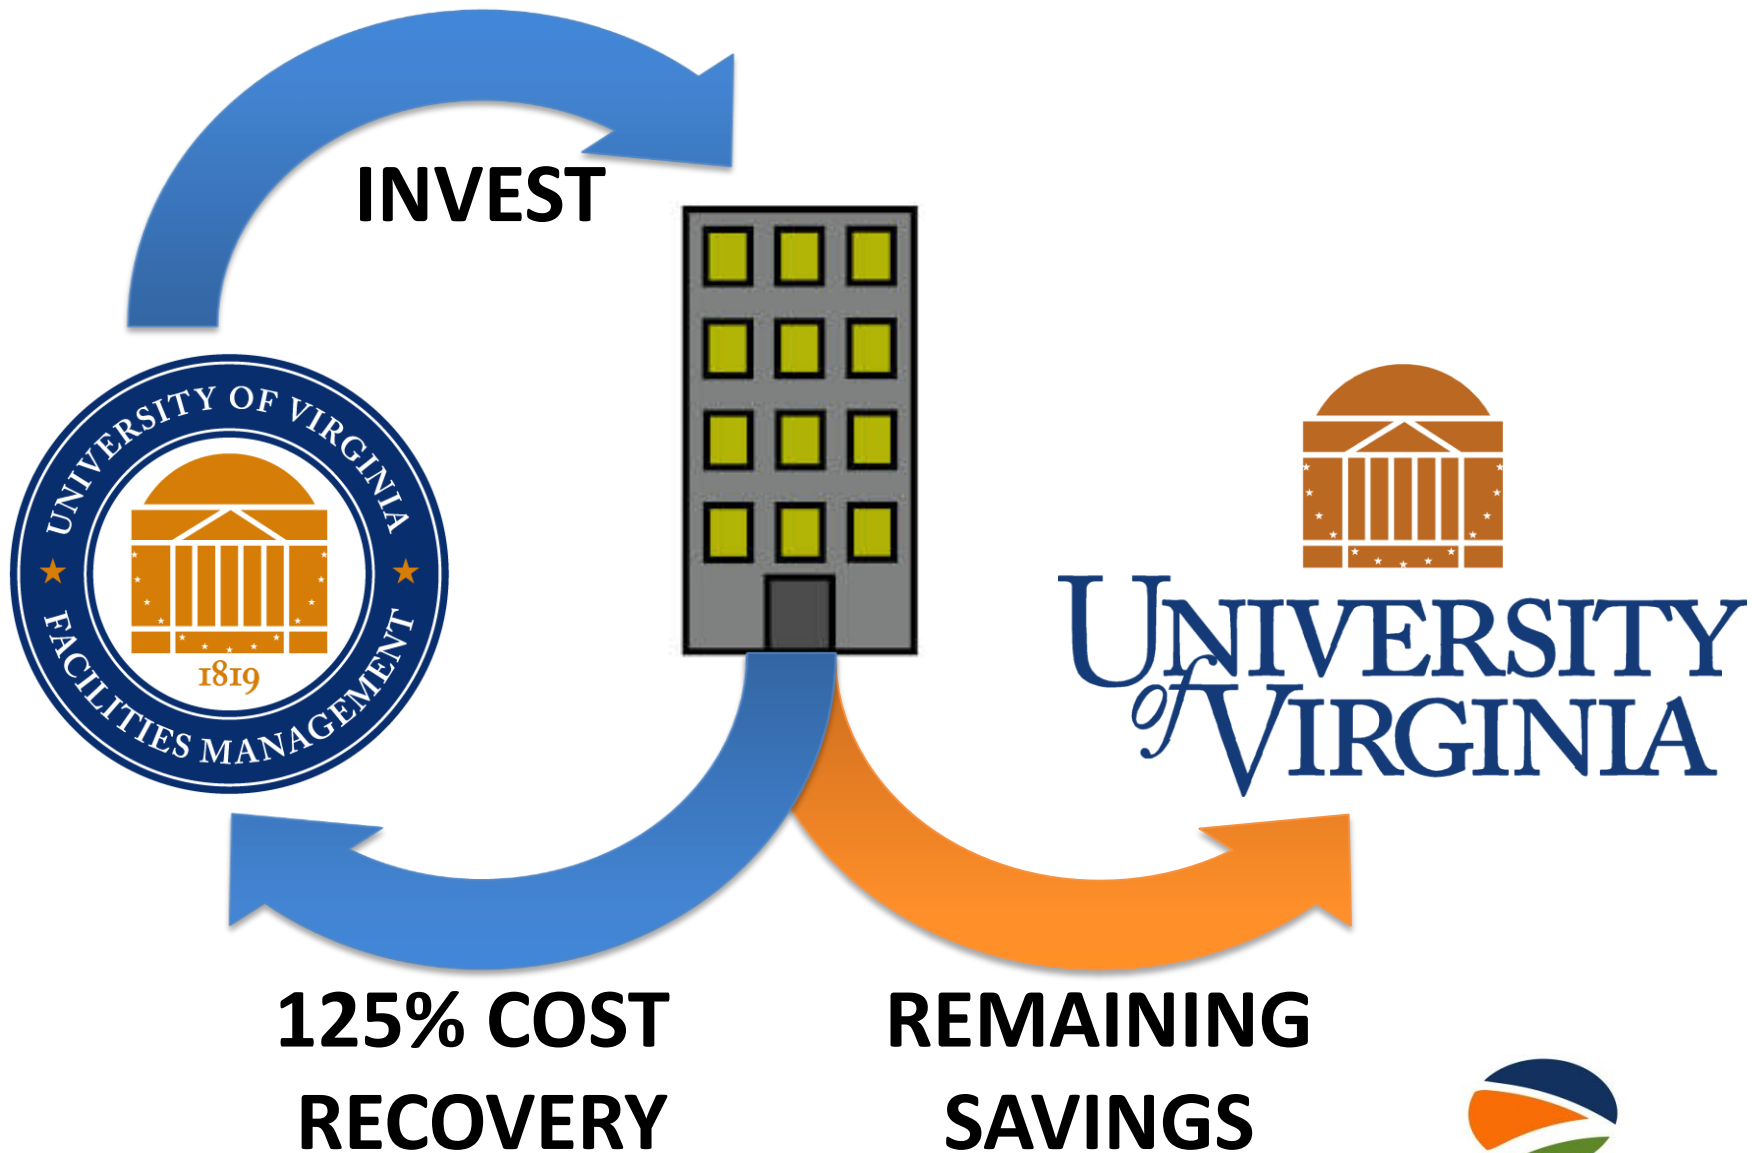 INVEST
UNIVERSITY OF VIRGINIA
1819
FACILITIES MANAGEMENT
UNIVERSITY
of VIRGINIA
125% COST
RECOVERY
REMAINING
SAVINGS